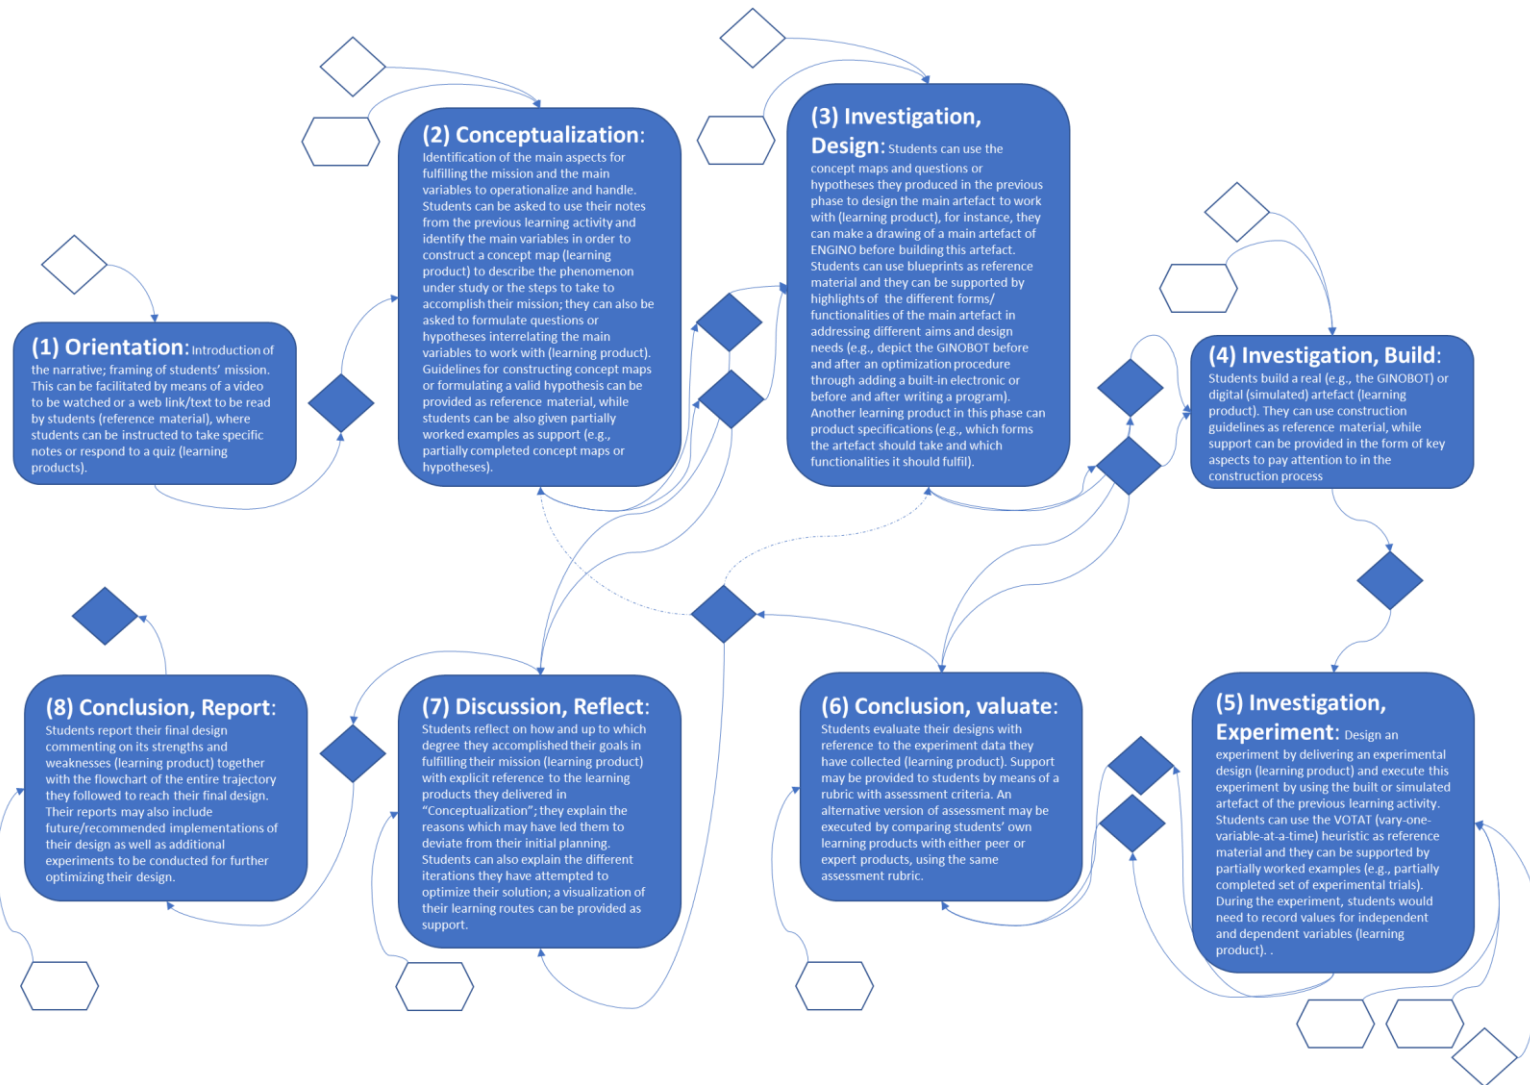 (1) Orientation: Introduction of
the narrative; framing of students’ mission.
This can be facilitated by means of a video
to be watched or a web link/text to be read
by students (reference material), where
students can be instructed to take specific
notes or respond to a quiz (learning
products).
(2) Conceptualization:
Identification of the main aspects for
fulfilling the mission and the main
variables to operationalize and handle.
Students can be asked to use their notes
from the previous learning activity and
identify the main variables in order to
construct a concept map (learning
product) to describe the phenomenon
under study or the steps to take to
accomplish their mission; they can also be
asked to formulate questions or
hypotheses interrelating the main
variables to work with (learning product).
Guidelines for constructing concept maps
or formulating a valid hypothesis can be
provided as reference material, while
students can be also given partially
worked examples as support (e.g.,
partially completed concept maps or
hypotheses).
(3) Investigation,
Design: Students can use the
concept maps and questions or
hypotheses they produced in the previous
phase to design the main artefact to work
with (learning product), for instance, they
can make a drawing of a main artefact of
ENGINO before building this artefact.
Students can use blueprints as reference
material and they can be supported by
highlights of the different forms/
functionalities of the main artefact in
addressing different aims and design
needs (e.g., depict the GINOBOT before
and after an optimization procedure
through adding a built-in electronic or
before and after writing a program).
Another learning product in this phase can
product specifications (e.g., which forms
the artefact should take and which
functionalities it should fulfil).
(4) Investigation, Build:
Students build a real (e.g., the GINOBOT) or
digital (simulated) artefact (learning
product). They can use construction
guidelines as reference material, while
support can be provided in the form of key
aspects to pay attention to in the
construction process
(5) Investigation,
Experiment: Design an
experiment by delivering an experimental
design (learning product) and execute this
experiment by using the built or simulated
artefact of the previous learning activity.
Students can use the VOTAT (vary-one-
variable-at-a-time) heuristic as reference
material and they can be supported by
partially worked examples (e.g., partially
completed set of experimental trials).
During the experiment, students would
need to record values for independent
and dependent variables (learning
product). .
(6) Conclusion, valuate:
Students evaluate their designs with
reference to the experiment data they
have collected (learning product). Support
may be provided to students by means of a
rubric with assessment criteria. An
alternative version of assessment may be
executed by comparing students’ own
learning products with either peer or
expert products, using the same
assessment rubric.
(7) Discussion, Reflect:
Students reflect on how and up to which
degree they accomplished their goals in
fulfilling their mission (learning product)
with explicit reference to the learning
products they delivered in
“Conceptualization”; they explain the
reasons which may have led them to
deviate from their initial planning.
Students can also explain the different
iterations they have attempted to
optimize their solution; a visualization of
their learning routes can be provided as
support.
(8) Conclusion, Report:
Students report their final design
commenting on its strengths and
weaknesses (learning product) together
with the flowchart of the entire trajectory
they followed to reach their final design.
Their reports may also include
future/recommended implementations of
their design as well as additional
experiments to be conducted for further
optimizing their design.